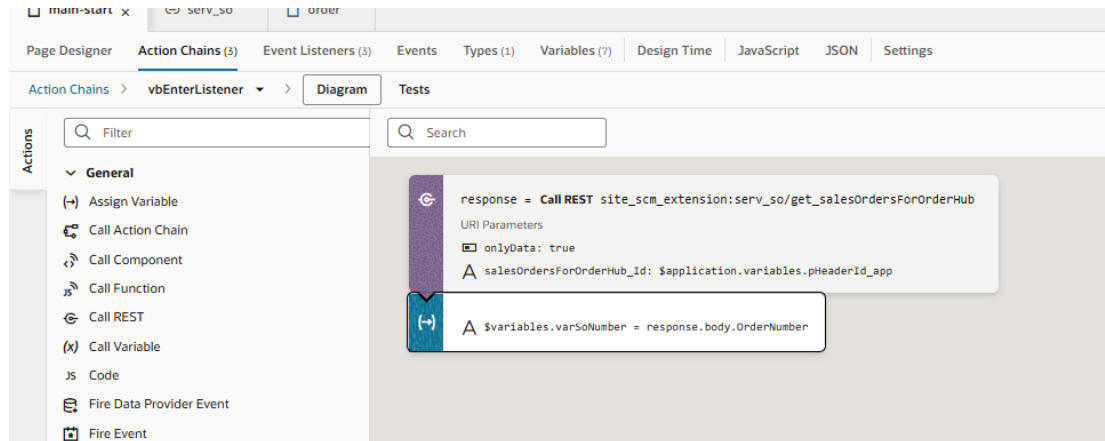 main-start x serv_so order
Page Designer Action Chains (3) Event Listeners (3) Events Types (1) Variables (7) Design Time JavaScript JSON Settings
Action Chains > vbEnterListener > Diagram Tests
Actions
Filter
Search
General
Assign Variable
Call Action Chain
Call Component
Call Function
Call REST
(x) Call Variable
JS Code
Fire Data Provider Event
Fire Event
response = Call REST site_scm_extension:serv_so/get_salesOrdersForOrderHub
URI Parameters
onlyData: true
A salesOrdersForOrderHub_Id: $application.variables.pHeaderId_app
A $variables.varSoNumber = response.body.OrderNumber